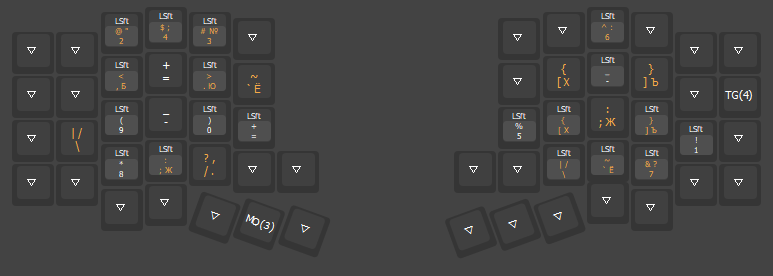 LSft
@ "
2
LSft
$ ;
4
LSft
# №
3
LSft
^ :
6
LSft
<
, Б
+
=
LSft
>
. Ю
~
` Ё
{
[ Х
LSft
_
-
}
] Ъ
TG(4)
| /
\
LSft
(
9
_
-
LSft
)
0
LSft
+
=
LSft
%
5
LSft
{
[ Х
:
; Ж
LSft
}
] Ъ
LSft
!
1
LSft
*
8
LSft
:
; Ж
? ,
/ .
LSft
| /
\
LSft
~
` Ё
LSft
& ?
7
MO(3)